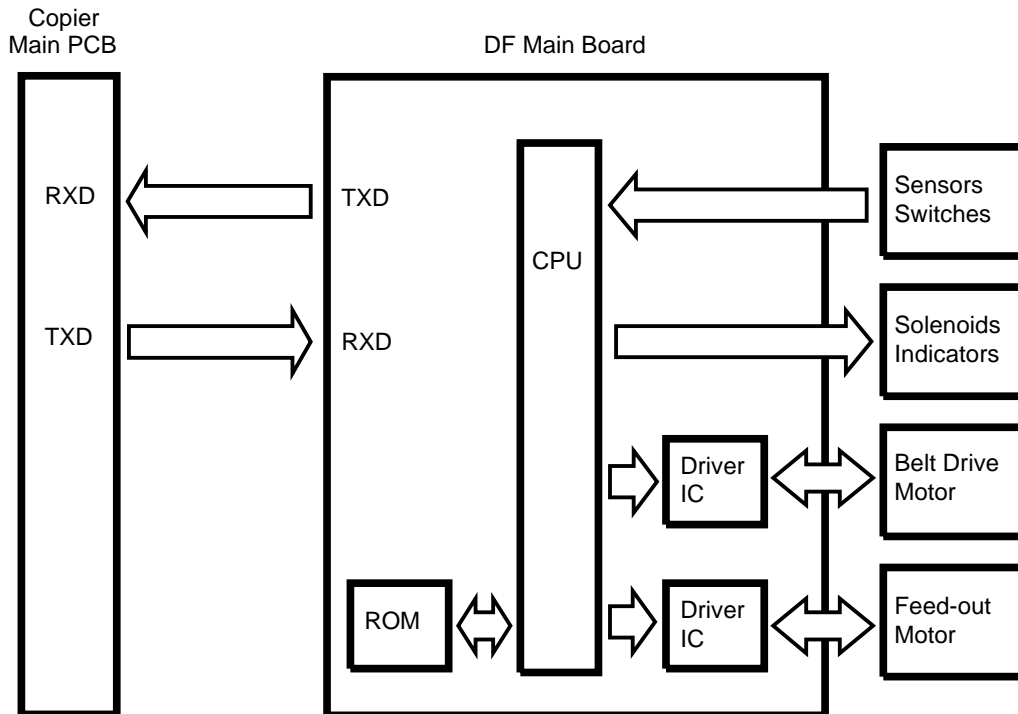 Copier
Main PCB
DF Main Board
RXD
TXD
Sensors
Switches
CPU
TXD
RXD
Solenoids
Indicators
Driver
IC
Belt Drive
Motor
ROM
Driver
IC
Feed-out
Motor